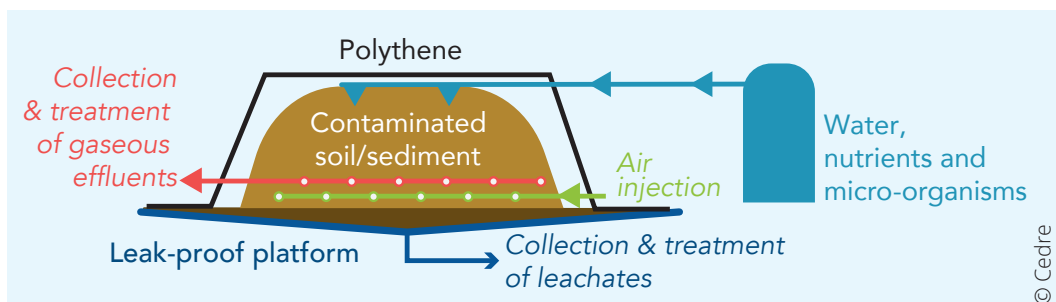 Polythene
Collection
& treatment
of gaseous
effluents
Contaminated
soil/sediment
Air
injection
Water,
nutrients and
micro-organisms
Leak-proof platform
Collection & treatment
of leachates
© Cedre